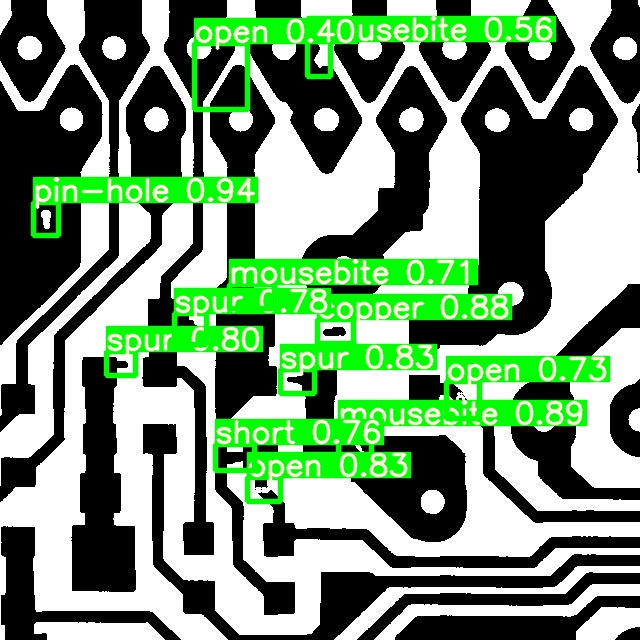 open 0.40
usebite 0.56
pin-hole 0.94
mousebite 0.71
spur 0.78
copper 0.88
spur 0.80
spur 0.83
open 0.73
mousebite 0.89
short 0.76
open 0.83